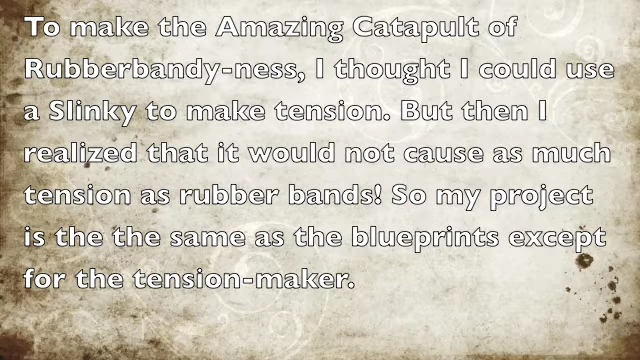 To make the Amazing Catapult of
Rubberbandy-ness, I thought I could use
a Slinky to make tension. But then I
realized that it would not cause as much
tension as rubber bands! So my project
is the the same as the blueprints except
for the tension-maker.